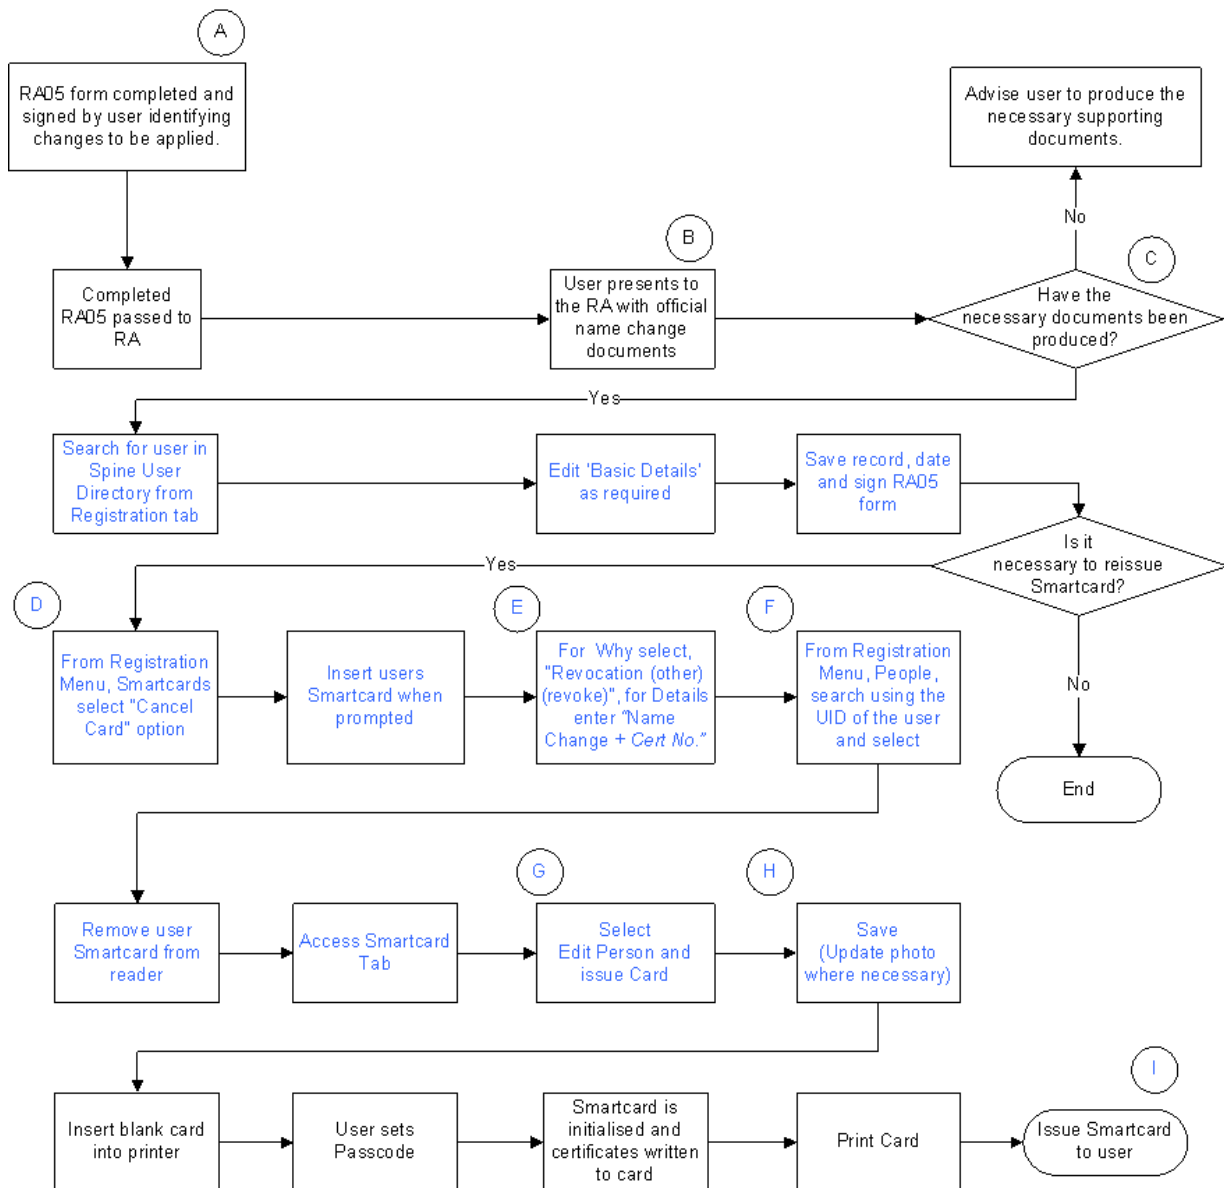 A
RA05 form completed and
signed by user identifying
changes to be applied.
Advise user to produce the
necessary supporting
documents.
No
B
C
Completed
RA05 passed to
RA
User presents to
the RA with official
name change
documents
Have the
necessary documents been
produced?
Yes
Search for user in
Spine User
Directory from
Registration tab
Edit 'Basic Details'
as required
Save record, date
and sign RA05
form
Is it
necessary to reissue
Smartcard?
Yes
No
End
D
From Registration
Menu, Smartcards
select "Cancel
Card" option
Insert users
Smartcard when
prompted
E
For Why select,
"Revocation (other)
(revoke)", for Details
enter "Name
Change + Cert No."
F
From Registration
Menu, People,
search using the
UID of the user
and select
Remove user
Smartcard from
reader
Access Smartcard
Tab
G
Select
Edit Person and
issue Card
H
Save
(Update photo
where necessary)
Insert blank card
into printer
User sets
Passcode
Smartcard is
initialised and
certificates written
to card
Print Card
I
Issue Smartcard
to user